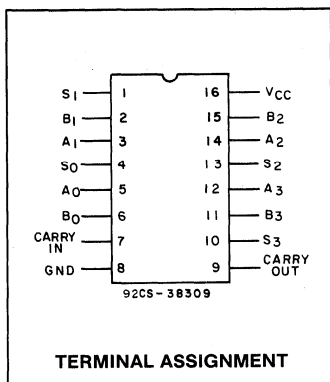 S1 1 16 VCC
B1 2 15 B2
A1 3 14 A2
S0 4 13 S2
A0 5 12 A3
B0 6 11 B3
CARRY IN 7 10 S3
GND 8 9 CARRY OUT
92CS-38309
TERMINAL ASSIGNMENT